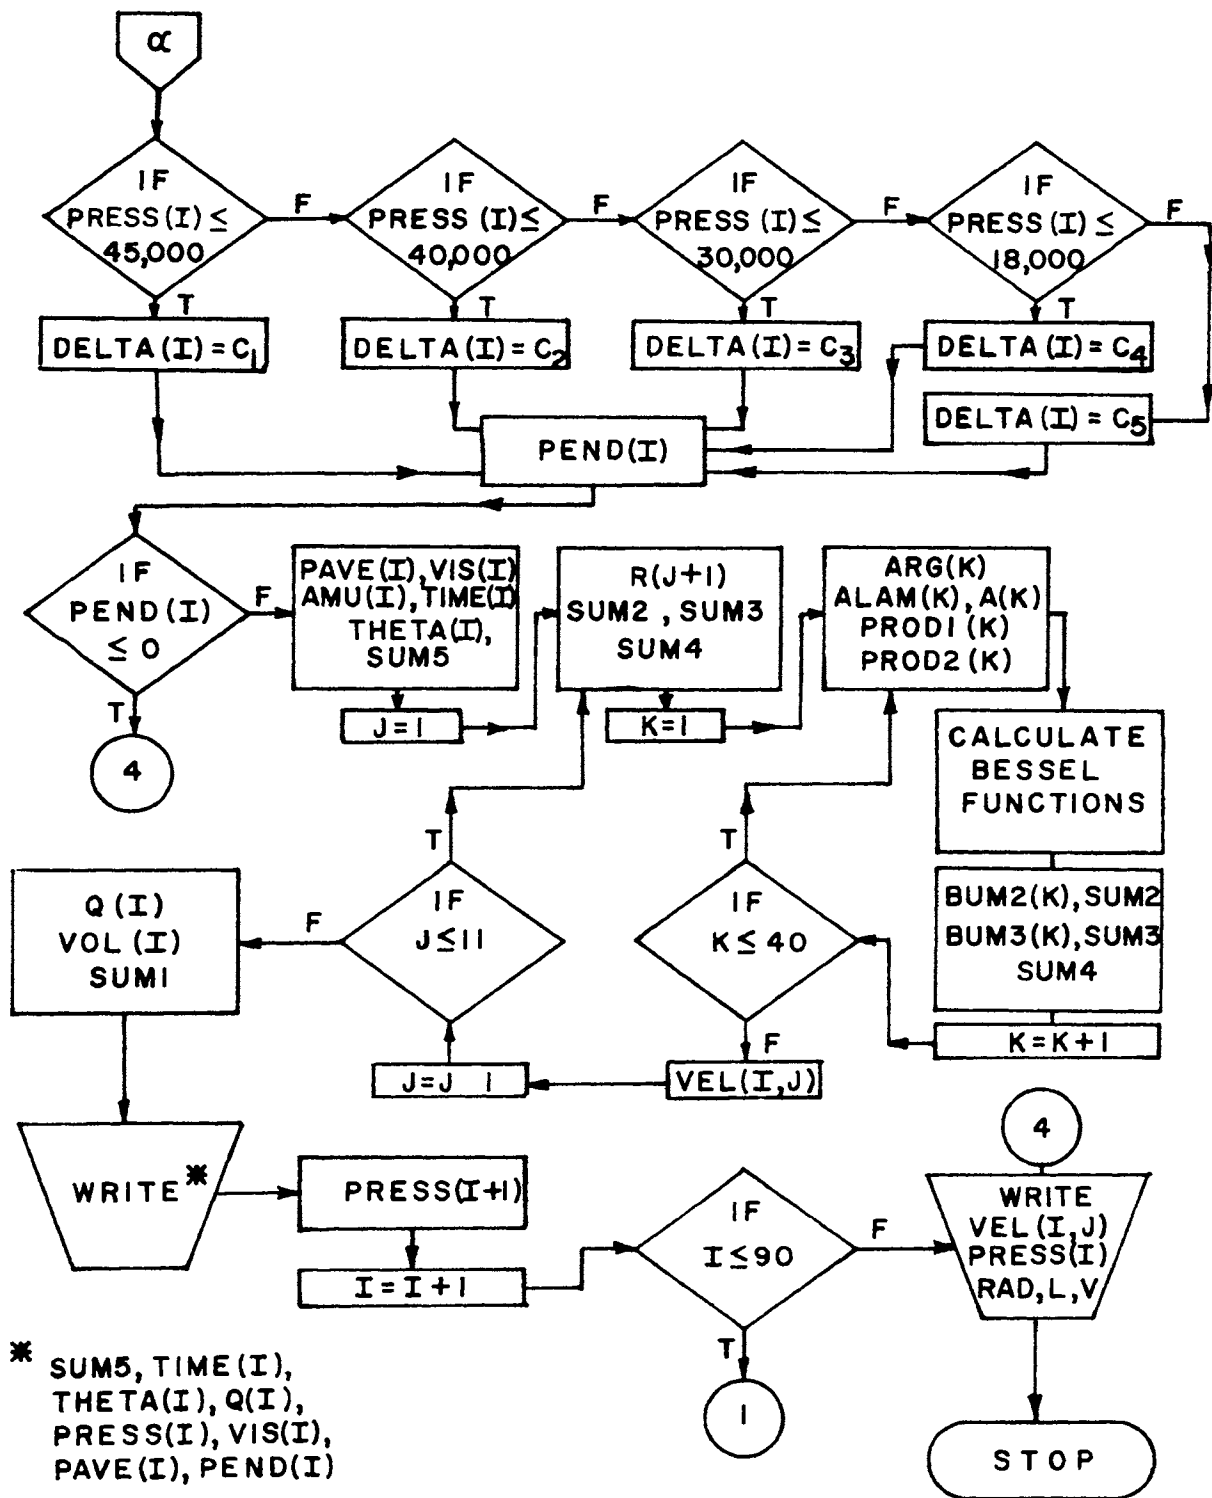 α
IF
PRESS(I) ≤
45,000
F
T
IF
PRESS (I) ≤
40,000
F
T
IF
PRESS (I) ≤
30,000
F
T
IF
PRESS (I) ≤
18,000
F
T
DELTA(I) = C1
DELTA(I) = C2
DELTA(I) = C3
DELTA(I) = C4
DELTA(I) = C5
PEND(I)
IF
PEND(I)
≤ 0
F
T
4
PAVE(I), VIS(I)
AMU(I), TIME(I)
THETA(I),
SUM5
J=1
R(J+1)
SUM2 , SUM3
SUM4
K=1
ARG(K)
ALAM(K), A(K)
PROD1(K)
PROD2(K)
CALCULATE
BESSEL
FUNCTIONS
BUM2(K), SUM2
BUM3(K), SUM3
SUM4
K=K+1
IF
K ≤ 40
T
F
VEL(I,J)
J=J 1
IF
J ≤ 11
T
F
Q(I)
VOL(I)
SUM1
WRITE*
PRESS(I+1)
I = I + 1
IF
I ≤ 90
F
T
1
4
WRITE
VEL(I,J)
PRESS(I)
RAD, L, V
STOP
* SUM5, TIME(I),
THETA(I), Q(I),
PRESS(I), VIS(I),
PAVE(I), PEND(I)